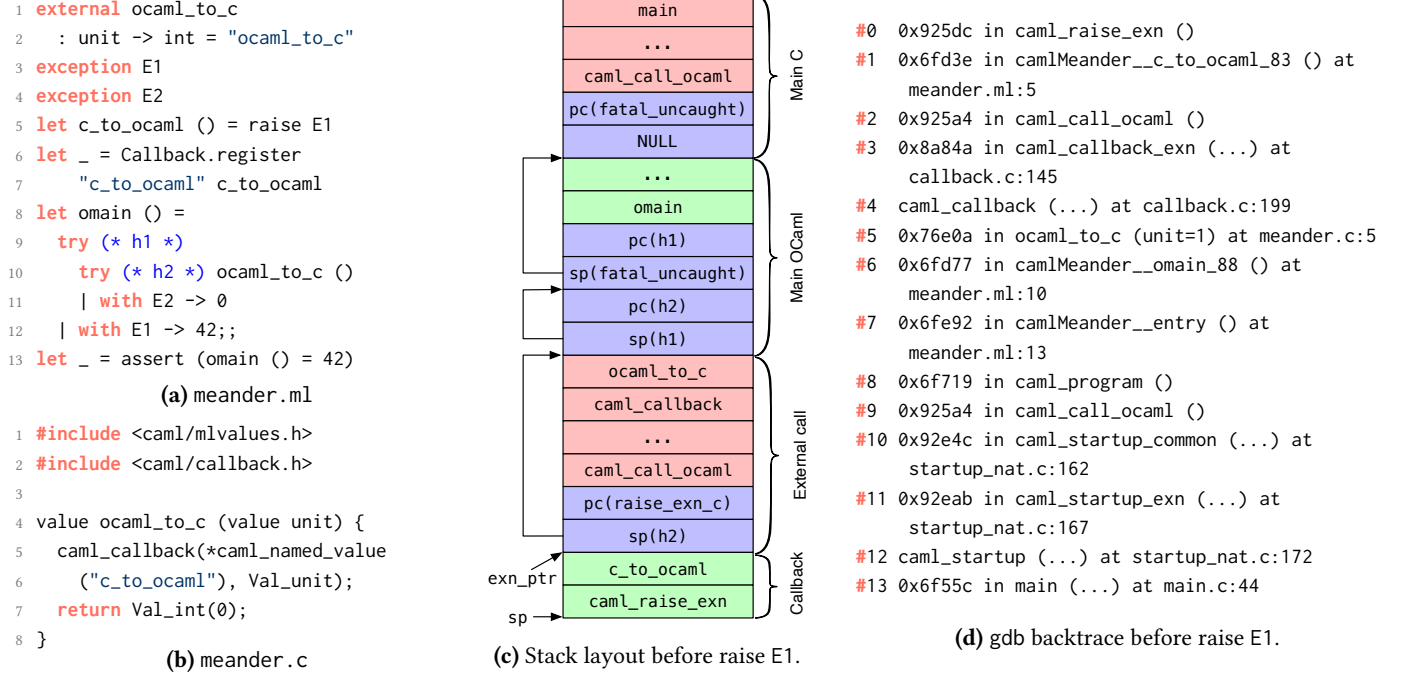 1 external ocaml_to_c
2 : unit -> int = "ocaml_to_c"
3 exception E1
4 exception E2
5 let c_to_ocaml () = raise E1
6 let _ = Callback.register
7 "c_to_ocaml" c_to_ocaml
8 let omain () =
9 try (* h1 *)
10 try (* h2 *) ocaml_to_c ()
11 | with E2 -> 0
12 | with E1 -> 42;;
13 let _ = assert (omain () = 42)
(a) meander.ml
1 #include <caml/mlvalues.h>
2 #include <caml/callback.h>
3
4 value ocaml_to_c (value unit) {
5 caml_callback(*caml_named_value
6 ("c_to_ocaml"), Val_unit);
7 return Val_int(0);
8 }
(b) meander.c
main
...
caml_call_ocaml
pc(fatal_uncaught)
NULL
Main C
...
omain
pc(h1)
sp(fatal_uncaught)
pc(h2)
sp(h1)
Main OCaml
ocaml_to_c
caml_callback
...
caml_call_ocaml
pc(raise_exn_c)
sp(h2)
External call
exn_ptr
c_to_ocaml
caml_raise_exn
Callback
sp
(c) Stack layout before raise E1.
#0 0x925dc in caml_raise_exn ()
#1 0x6fd3e in camlMeander__c_to_ocaml_83 () at
meander.ml:5
#2 0x925a4 in caml_call_ocaml ()
#3 0x8a84a in caml_callback_exn (...) at
callback.c:145
#4 caml_callback (...) at callback.c:199
#5 0x76e0a in ocaml_to_c (unit=1) at meander.c:5
#6 0x6fd77 in camlMeander__omain_88 () at
meander.ml:10
#7 0x6fe92 in camlMeander__entry () at
meander.ml:13
#8 0x6f719 in caml_program ()
#9 0x925a4 in caml_call_ocaml ()
#10 0x92e4c in caml_startup_common (...) at
startup_nat.c:162
#11 0x92eab in caml_startup_exn (...) at
startup_nat.c:167
#12 caml_startup (...) at startup_nat.c:172
#13 0x6f55c in main (...) at main.c:44
(d) gdb backtrace before raise E1.